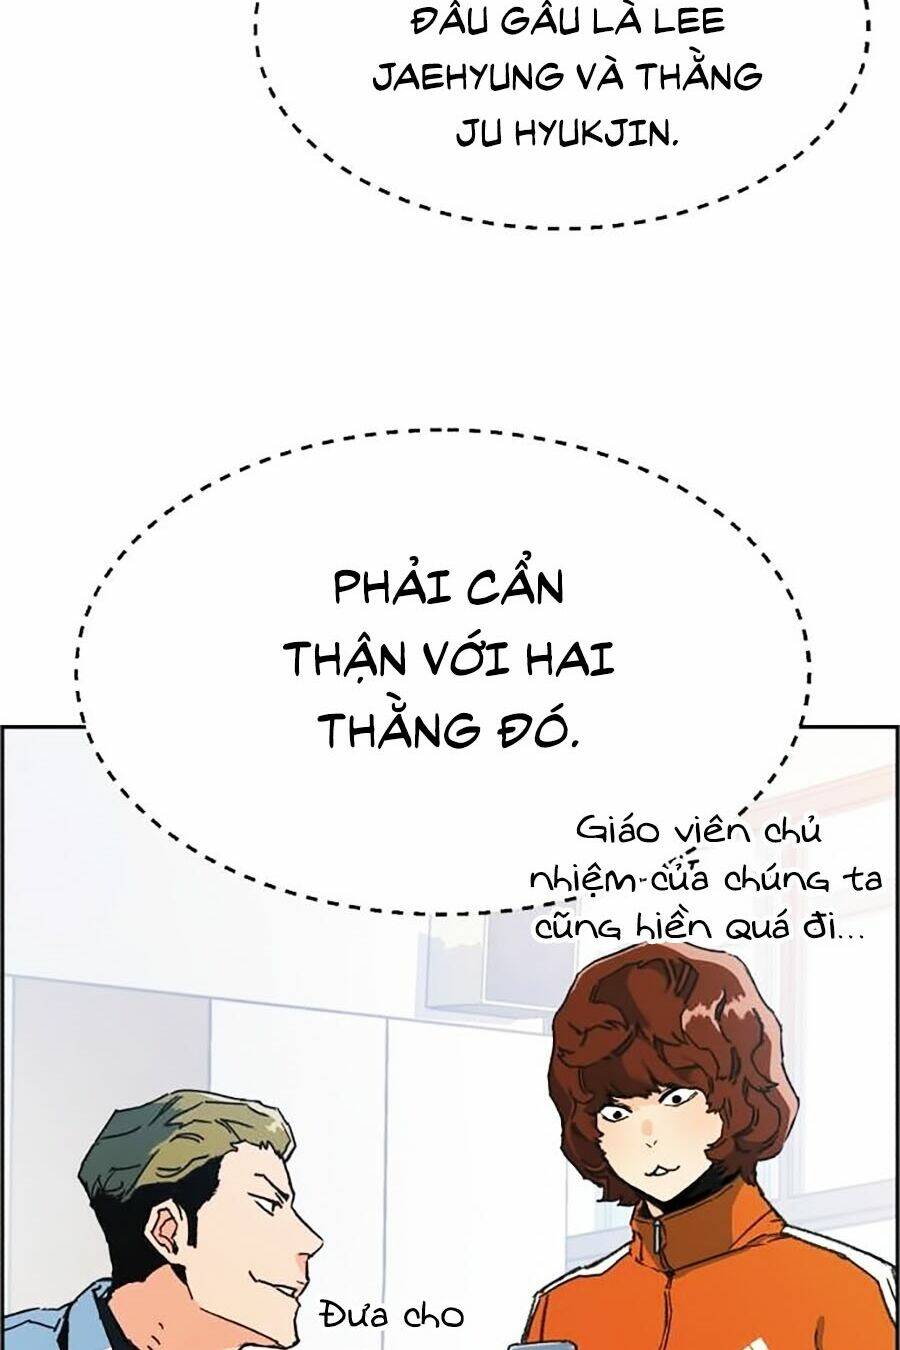 ĐẦU GẤU LÀ LEE
JAEHYUNG VÀ THẰNG
JU HYUKJIN.
PHẢI CẨN
THẬN VỚI HAI
THẰNG ĐÓ.
Giáo viên chủ
nhiệm của chúng ta
cũng hiền quá đi...
Đưa cho